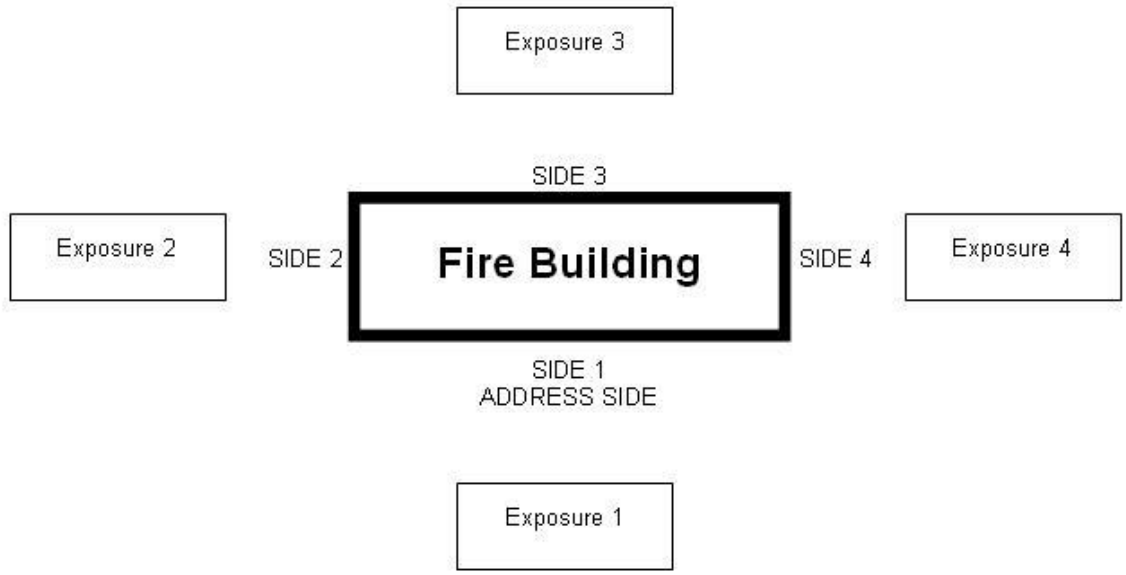 Exposure 3
SIDE 3
Exposure 2
SIDE 2
Fire Building
SIDE 4
Exposure 4
SIDE 1
ADDRESS SIDE
Exposure 1